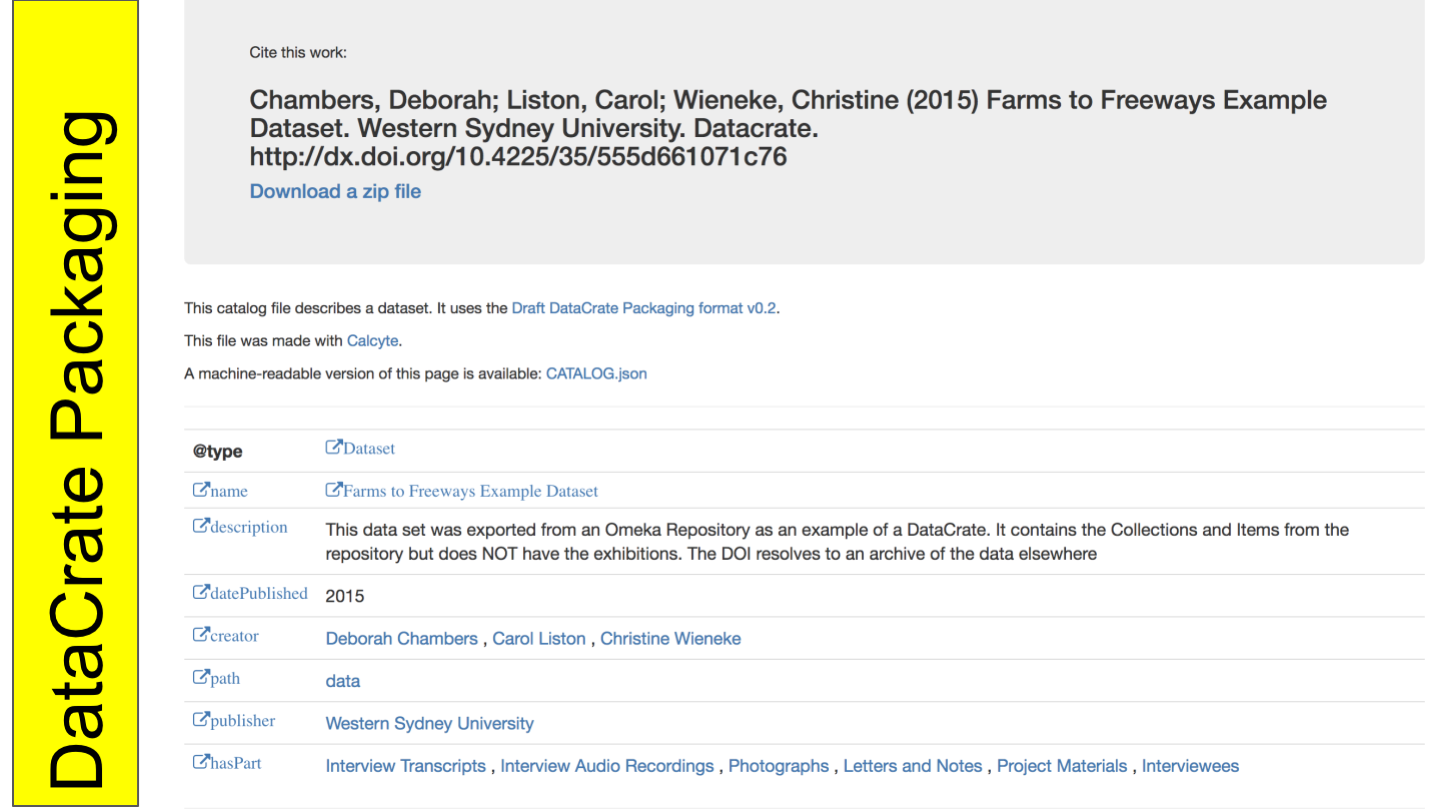 DataCrate Packaging
Cite this work:
Chambers, Deborah; Liston, Carol; Wieneke, Christine (2015) Farms to Freeways Example
Dataset. Western Sydney University. Datacrate.
http://dx.doi.org/10.4225/35/555d661071c76
Download a zip file
This catalog file describes a dataset. It uses the Draft DataCrate Packaging format v0.2.
This file was made with Calcyte.
A machine-readable version of this page is available: CATALOG.json
@type Dataset
name Farms to Freeways Example Dataset
description This data set was exported from an Omeka Repository as an example of a DataCrate. It contains the Collections and Items from the
repository but does NOT have the exhibitions. The DOI resolves to an archive of the data elsewhere
datePublished 2015
creator Deborah Chambers , Carol Liston , Christine Wieneke
path data
publisher Western Sydney University
hasPart Interview Transcripts , Interview Audio Recordings , Photographs , Letters and Notes , Project Materials , Interviewees